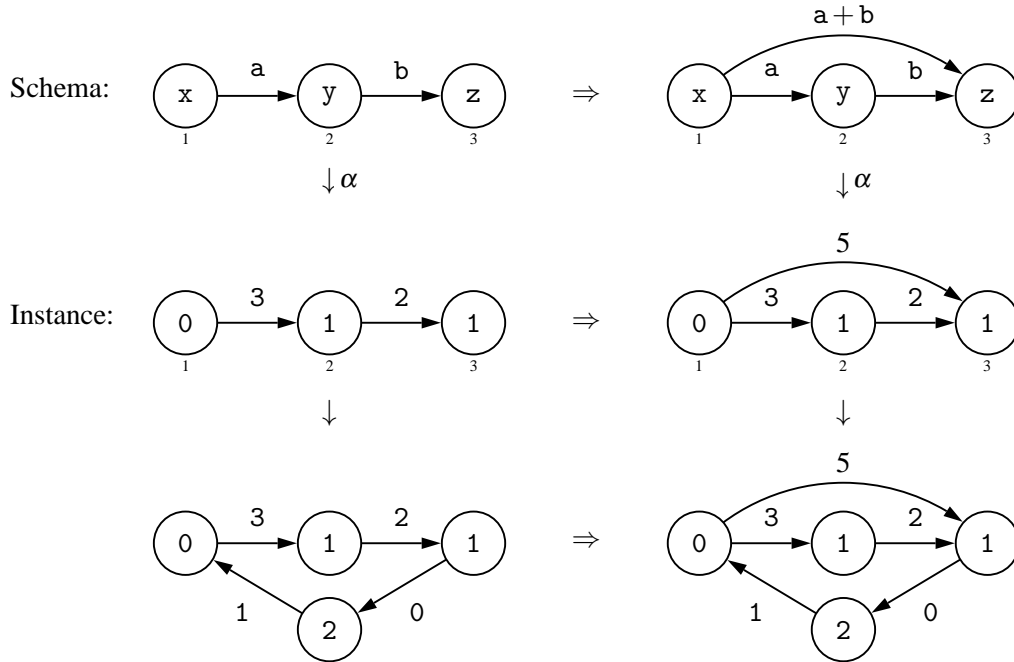 a + b
Schema: x a y b z ⇒ x a y b z
1 2 3 1 2 3
↓ α ↓ α
5
Instance: 0 3 1 2 1 ⇒ 0 3 1 2 1
1 2 3 1 2 3
↓ ↓
5
0 3 1 2 1 ⇒ 0 3 1 2 1
1 2 0 1 2 0